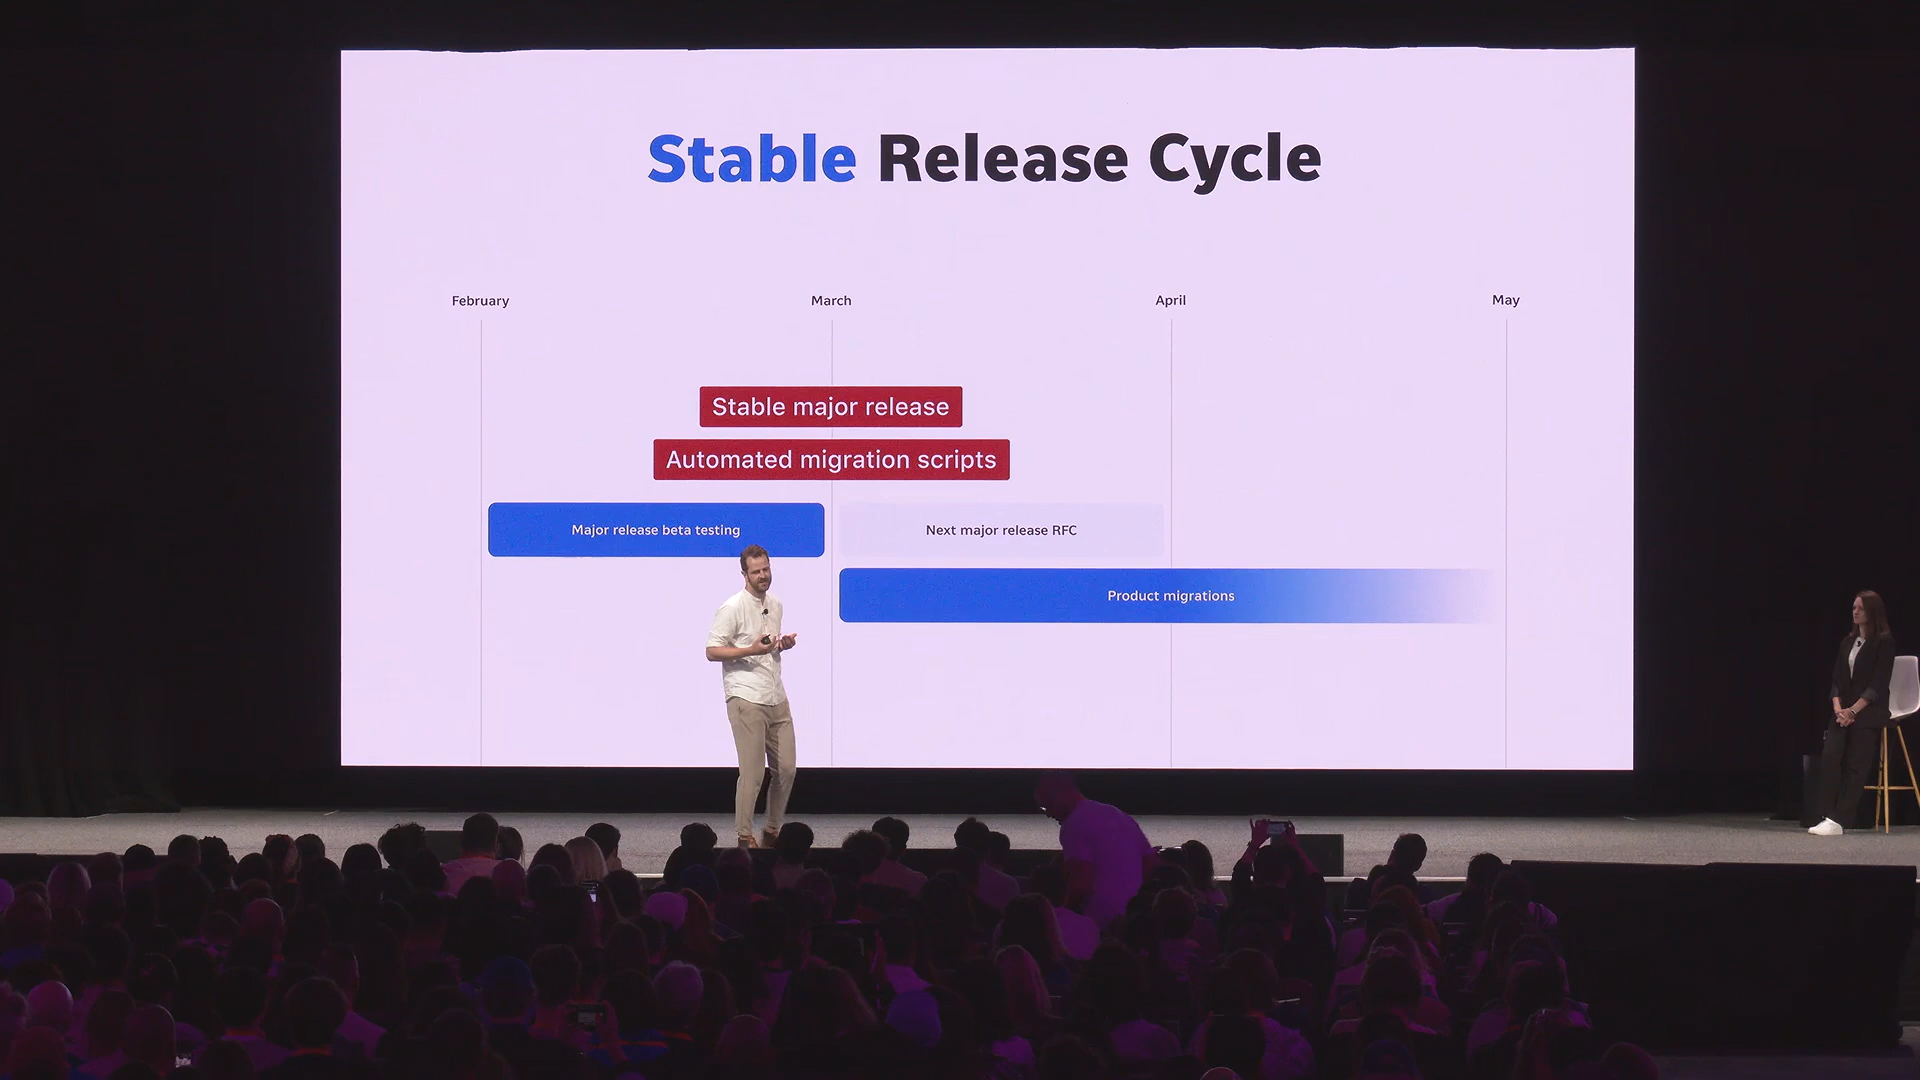 Stable Release Cycle
February
March
April
May
Stable major release
Automated migration scripts
Major release beta testing
Next major release RFC
Product migrations